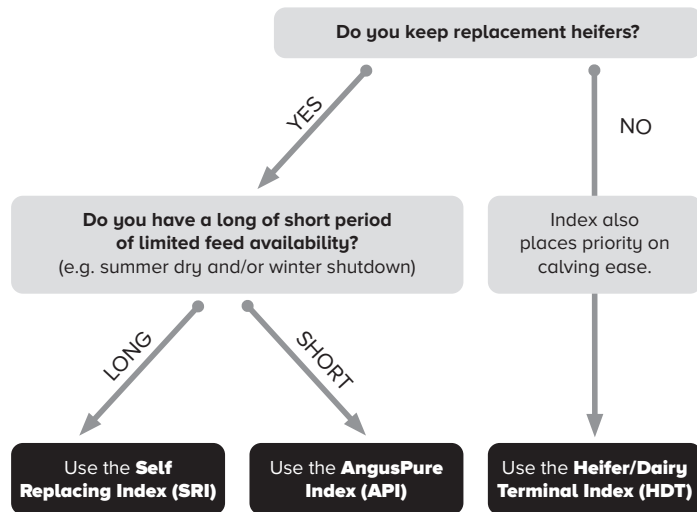 Do you keep replacement heifers?
YES
NO
Do you have a long of short period
of limited feed availability?
(e.g. summer dry and/or winter shutdown)
Index also
places priority on
calving ease.
LONG
SHORT
Use the Self
Replacing Index (SRI)
Use the AngusPure
Index (API)
Use the Heifer/Dairy
Terminal Index (HDT)